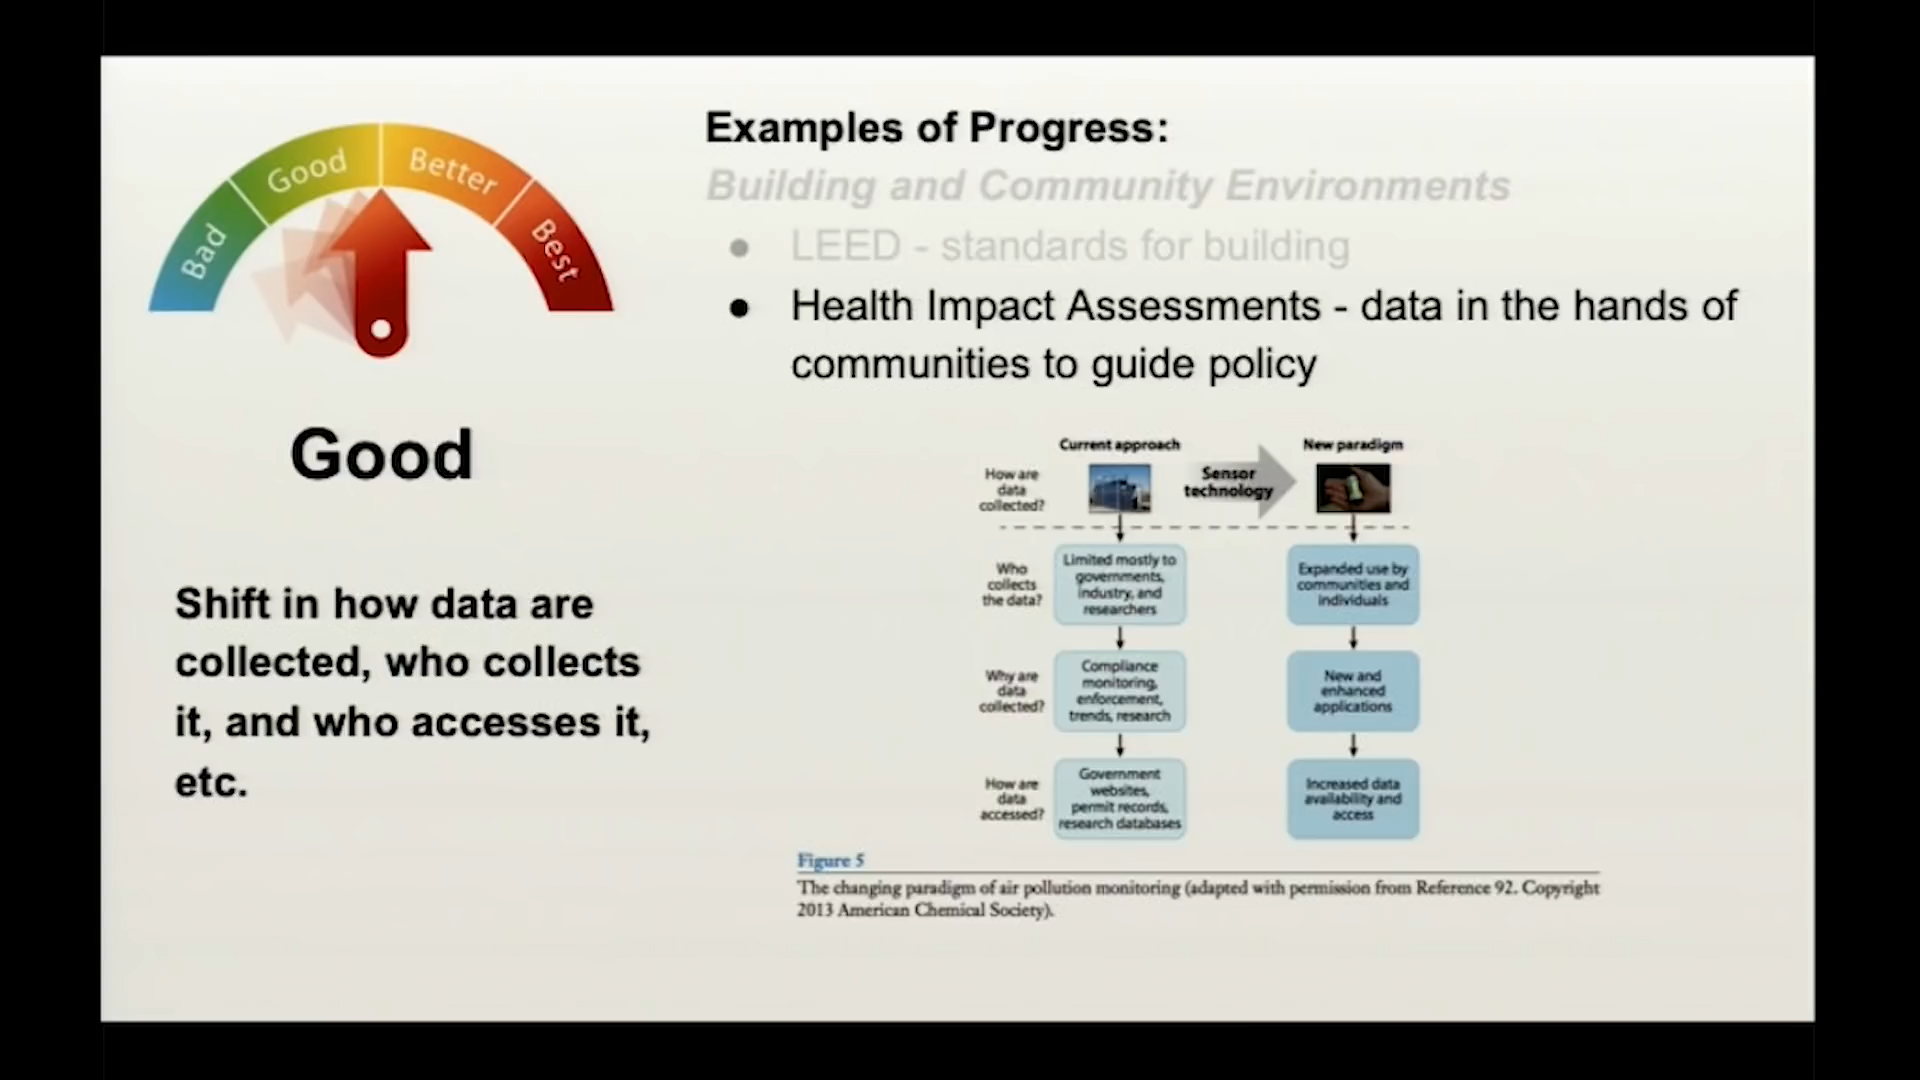 Bad
Good
Better
Best
Good
Shift in how data are
collected, who collects
it, and who accesses it,
etc.
Examples of Progress:
Building and Community Environments
● LEED - standards for building
● Health Impact Assessments - data in the hands of
communities to guide policy
Current approach
New paradigm
How are
data
collected?
Sensor
technology
Who
collects
the data?
Limited mostly to
governments,
industry, and
researchers
Expanded use by
communities and
individuals
Why are
data
collected?
Compliance
monitoring,
enforcement,
trends, research
New and
enhanced
applications
How are
data
accessed?
Government
websites,
permit records,
research databases
Increased data
availability and
access
Figure 5
The changing paradigm of air pollution monitoring (adapted with permission from Reference 92. Copyright
2013 American Chemical Society).